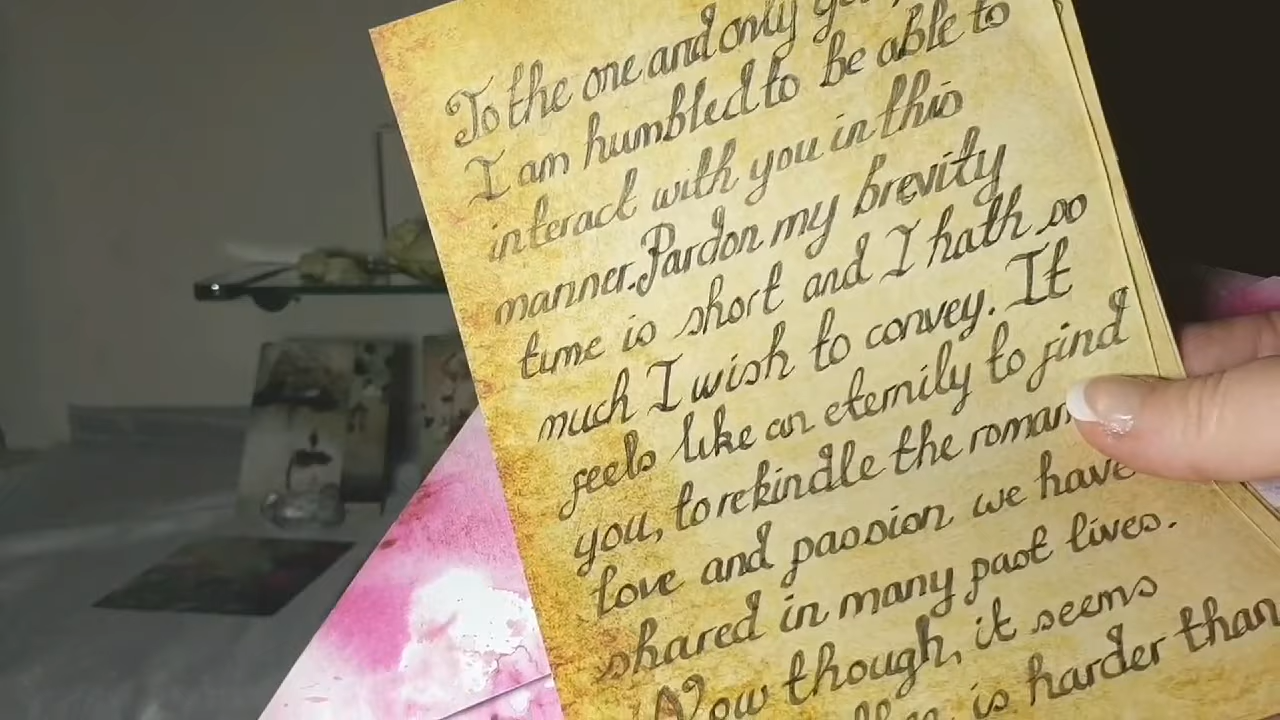 To the one and only
I am humbled to be able to
interact with you in this
manner. Pardon my brevity
time is short and I hath so
much I wish to convey. It
feels like an eternity to find
you, to rekindle the
love and passion we have
shared in many past lives.
Now though, it seems
is harder than